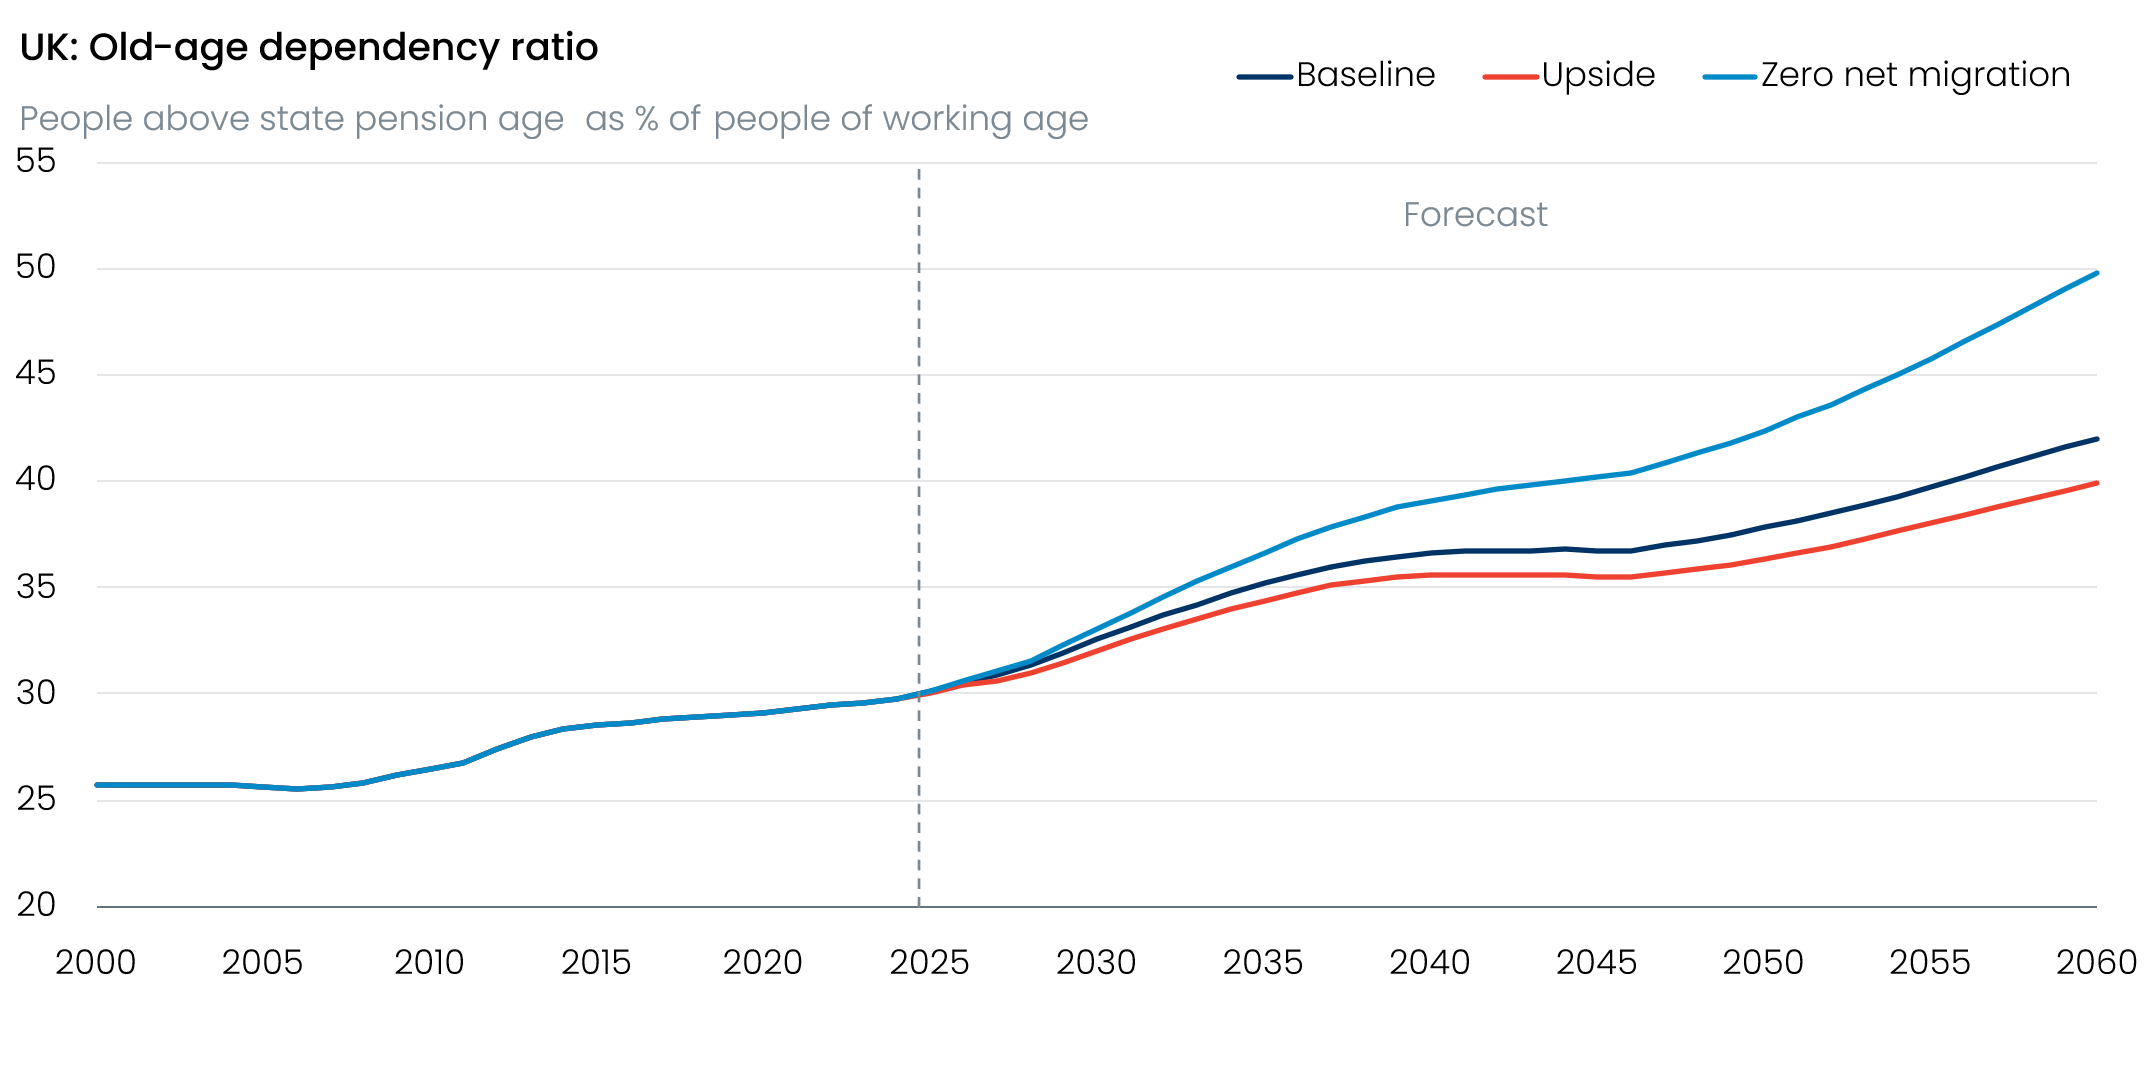 UK: Old-age dependency ratio
Baseline Upside Zero net migration
People above state pension age as % of people of working age
55
Forecast
50
45
40
35
30
25
20
2000 2005 2010 2015 2020 2025 2030 2035 2040 2045 2050 2055 2060